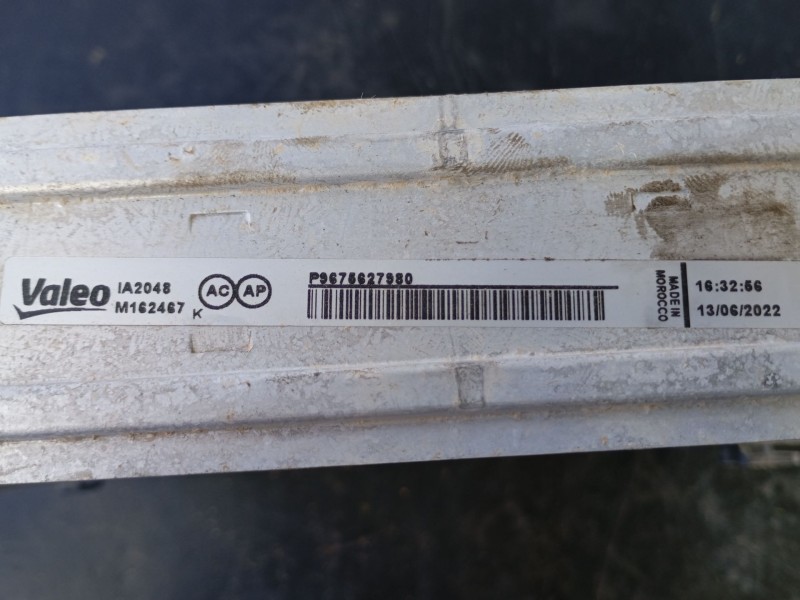 Valeo
IA2048
M162467 K
AC AP
P9675627980
MADE IN
MOROCCO
16:32:56
13/06/2022